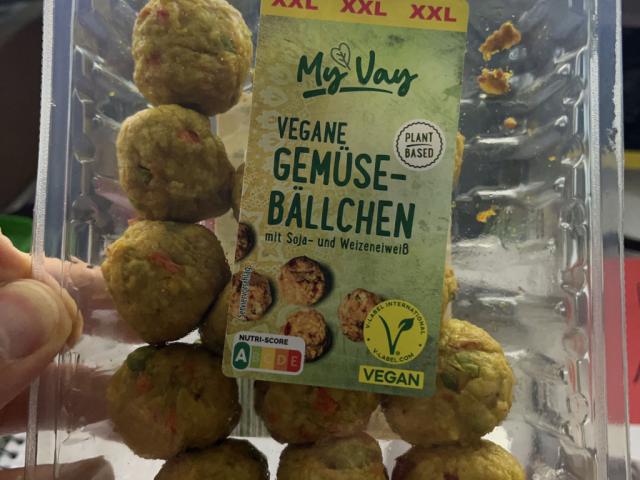 XXL XXL XXL
My Vay
VEGANE
PLANT
BASED
GEMÜSE-
BÄLLCHEN
mit Soja- und Weizeneiweiß
Serviervorschlag
NUTRI-SCORE
A B C D E
V-LABEL INTERNATIONAL
V-LABEL.COM
VEGAN